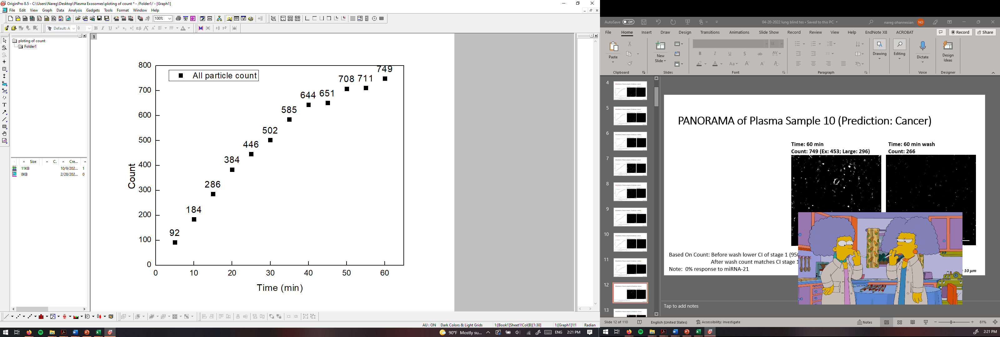 OriginPro 8.5 - C:\Users\Nareg\Desktop\Plasma Exosomes\ploting of count * - /Folder1/ - [Graph1]
File Edit View Graph Data Analysis Gadgets Tools Format Window Help
100%
Default: A 0 B I U
ploting of count
Folder1
Size C. Cre...
11KB 10/9/202... 1
8KB 2/28/202... 0
1
800
700
600
500
400
300
200
100
0
Count
All particle count
92
184
286
384
446
502
585
644
651
708
711
749
0 10 20 30 40 50 60
Time (min)
AU : ON Dark Colors & Light Grids 1:[Book1]Sheet1!Col(B)[1:30] 1:[Graph1]1!1 Radian
90°F Mostly su... ENG 2:21 PM
AutoSave Off 04-20-2022 lung blind tes • Saved to this PC nareg ohannesian NO
File Home Insert Draw Design Transitions Animations Slide Show Record Review View Help EndNote X8 ACROBAT Record Share
Paste
New
Slide
18
B I U S ab AV
Aa A A
Drawing
Editing
Dictate
Design
Ideas
Clipboard Slides Font Paragraph Voice Designer
4
5
6
7
8
9
10
11
12
13
PANORAMA of Plasma Sample 10 (Prediction: Cancer)
Time: 60 min
Count: 749 (Ex: 453; Large: 296)
Time: 60 min wash
Count: 266
Based On Count: Before wash lower CI of stage 1 (950
After wash count matches CI stage 1
Note: 0% response to miRNA-21
10 µm
Tap to add notes
Slide 12 of 110 English (United States) Accessibility: Investigate Notes 81%
2:21 PM